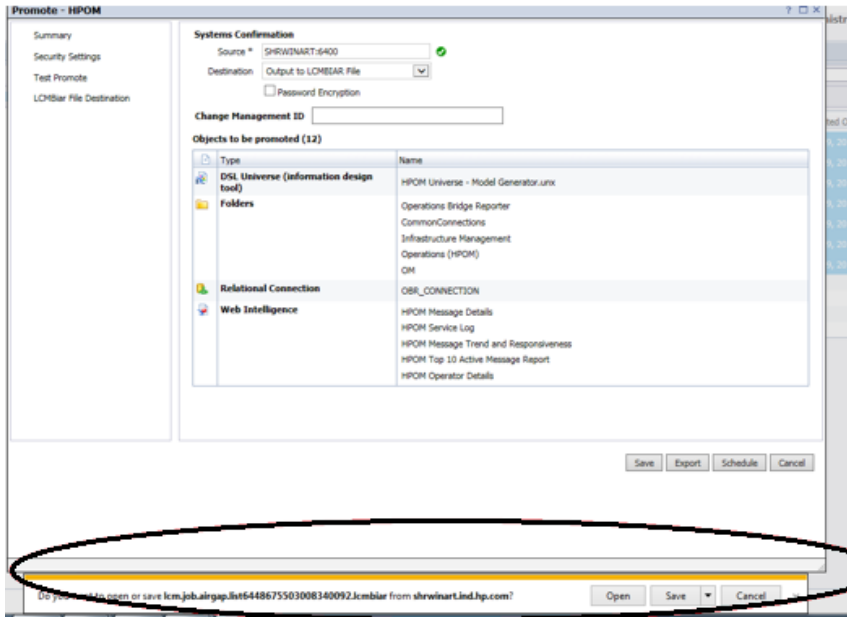 Promote - HPOM
? X
Summary
Security Settings
Test Promote
LCMBiar File Destination
Systems Confirmation
Source * SHRWINART:6400
Destination Output to LCMBIAR File
Password Encryption
Change Management ID
Objects to be promoted (12)
Type Name
DSL Universe (information design
tool)
HPOM Universe - Model Generator.unx
Folders Operations Bridge Reporter
CommonConnections
Infrastructure Management
Operations (HPOM)
OM
Relational Connection OBR_CONNECTION
Web Intelligence HPOM Message Details
HPOM Service Log
HPOM Message Trend and Responsiveness
HPOM Top 10 Active Message Report
HPOM Operator Details
Save Export Schedule Cancel
Do you want to open or save lcm.job.airgap.list6448675503008340092.lcmbiar from shrwinart.ind.hp.com?
Open Save Cancel